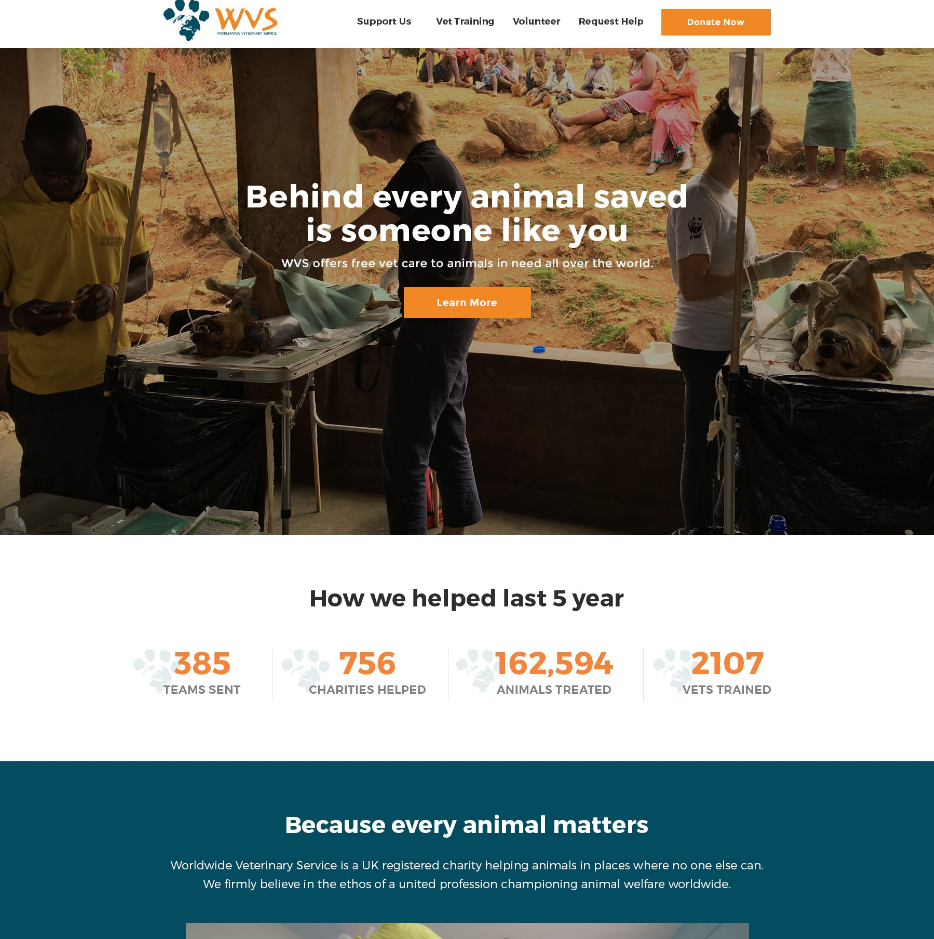 WVS
WORLDWIDE VETERINARY SERVICE
Support Us
Vet Training
Volunteer
Request Help
Donate Now
Behind every animal saved
is someone like you
WVS offers free vet care to animals in need all over the world.
Learn More
WWF
How we helped last 5 year
385
TEAMS SENT
756
CHARITIES HELPED
162,594
ANIMALS TREATED
2107
VETS TRAINED
Because every animal matters
Worldwide Veterinary Service is a UK registered charity helping animals in places where no one else can.
We firmly believe in the ethos of a united profession championing animal welfare worldwide.